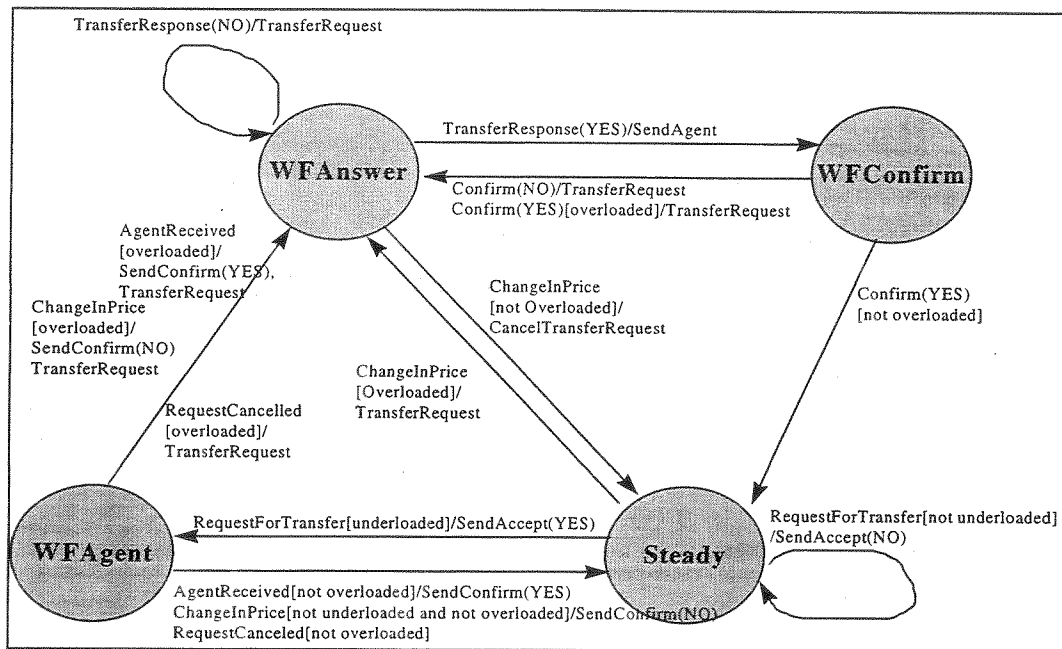 TransferResponse(NO)/TransferRequest
WFAnswer
TransferResponse(YES)/SendAgent
WFConfirm
Confirm(NO)/TransferRequest
Confirm(YES)[overloaded]/TransferRequest
AgentReceived
[overloaded]/
SendConfirm(YES),
TransferRequest
ChangeInPrice
[overloaded]/
SendConfirm(NO)
TransferRequest
ChangeInPrice
[not Overloaded]/
CancelTransferRequest
Confirm(YES)
[not overloaded]
ChangeInPrice
[Overloaded]/
TransferRequest
RequestCancelled
[overloaded]/
TransferRequest
WFAgent
RequestForTransfer[underloaded]/SendAccept(YES)
Steady
RequestForTransfer[not underloaded]
/SendAccept(NO)
AgentReceived[not overloaded]/SendConfirm(YES)
ChangeInPrice[not underloaded and not overloaded]/SendConfirm(NO)
RequestCanceled[not overloaded]